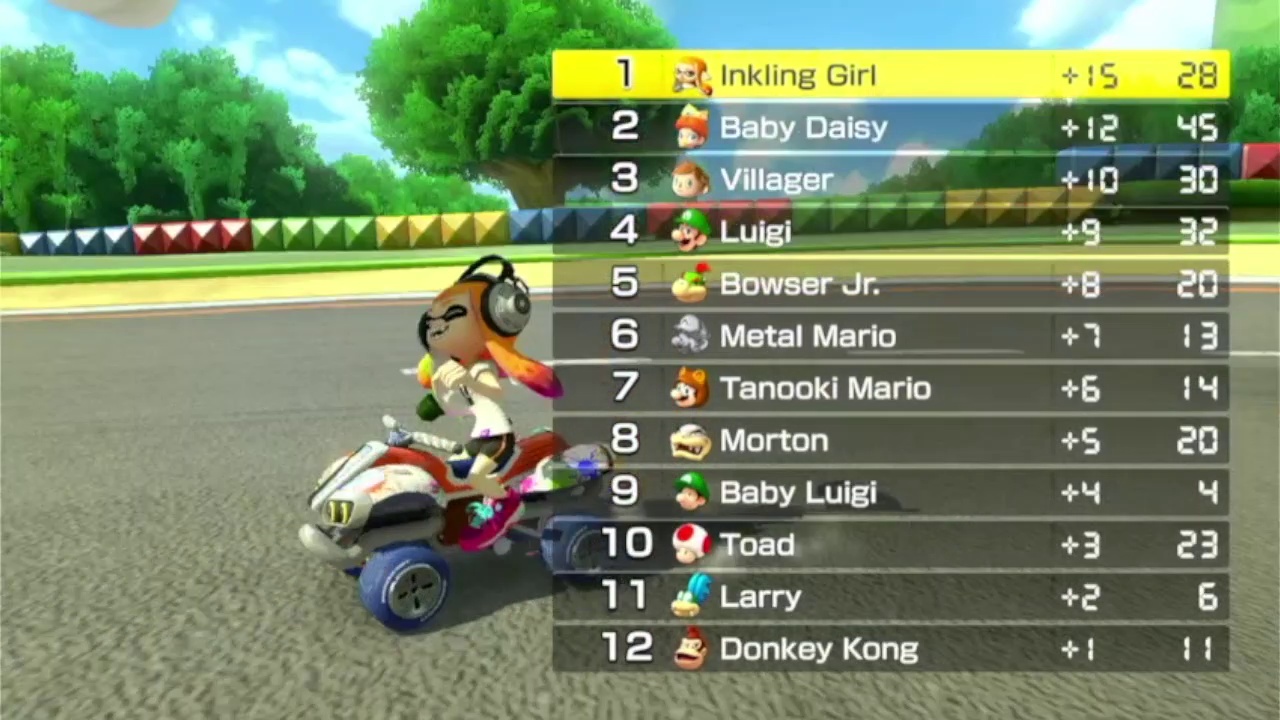 1 Inkling Girl +15 28
2 Baby Daisy +12 45
3 Villager +10 30
4 Luigi +9 32
5 Bowser Jr. +8 20
6 Metal Mario +7 13
7 Tanooki Mario +6 14
8 Morton +5 20
9 Baby Luigi +4 4
10 Toad +3 23
11 Larry +2 6
12 Donkey Kong +1 11